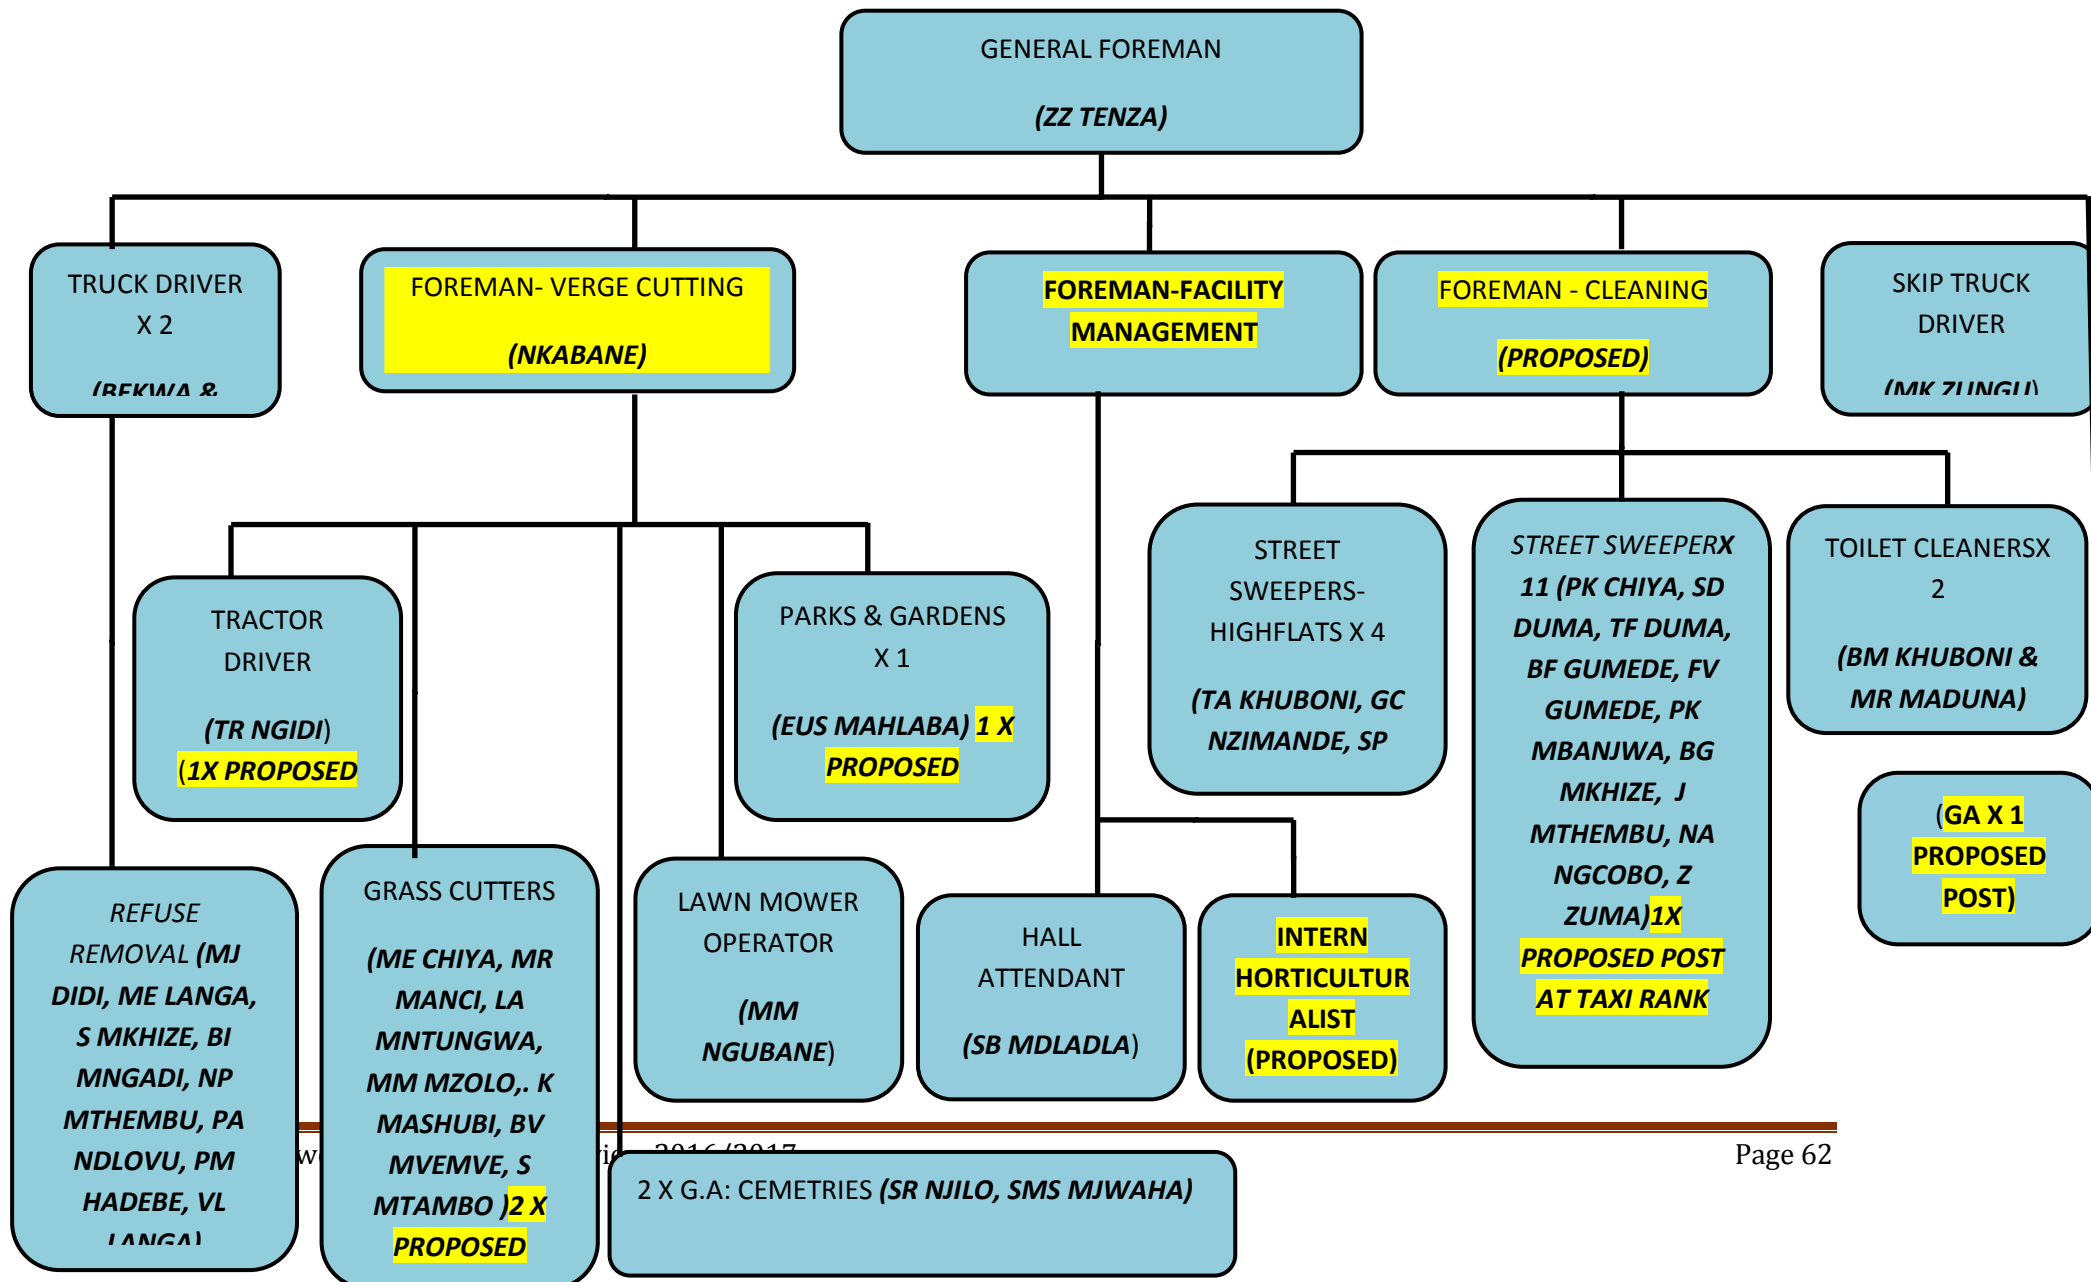 GENERAL FOREMAN
(ZZ TENZA)
TRUCK DRIVER
X 2
(BEKWA &
FOREMAN- VERGE CUTTING
(NKABANE)
FOREMAN-FACILITY
MANAGEMENT
FOREMAN - CLEANING
(PROPOSED)
SKIP TRUCK
DRIVER
(MK ZUNGU)
TRACTOR
DRIVER
(TR NGIDI)
(1X PROPOSED
PARKS & GARDENS
X 1
(EUS MAHLABA) 1 X
PROPOSED
STREET
SWEEPERS-
HIGHFLATS X 4
(TA KHUBONI, GC
NZIMANDE, SP
STREET SWEEPERX
11 (PK CHIYA, SD
DUMA, TF DUMA,
BF GUMEDE, FV
GUMEDE, PK
MBANJWA, BG
MKHIZE, J
MTHEMBU, NA
NGCOBO, Z
ZUMA)1X
PROPOSED POST
AT TAXI RANK
TOILET CLEANERSX
2
(BM KHUBONI &
MR MADUNA)
(GA X 1
PROPOSED
POST)
REFUSE
REMOVAL (MJ
DIDI, ME LANGA,
S MKHIZE, BI
MNGADI, NP
MTHEMBU, PA
NDLOVU, PM
HADEBE, VL
LANGA)
GRASS CUTTERS
(ME CHIYA, MR
MANCI, LA
MNTUNGWA,
MM MZOLO,. K
MASHUBI, BV
MVEMVE, S
MTAMBO )2 X
PROPOSED
LAWN MOWER
OPERATOR
(MM
NGUBANE)
HALL
ATTENDANT
(SB MDLADLA)
INTERN
HORTICULTUR
ALIST
(PROPOSED)
2016/2017
Page 62
2 X G.A: CEMETRIES (SR NJILO, SMS MJWAHA)